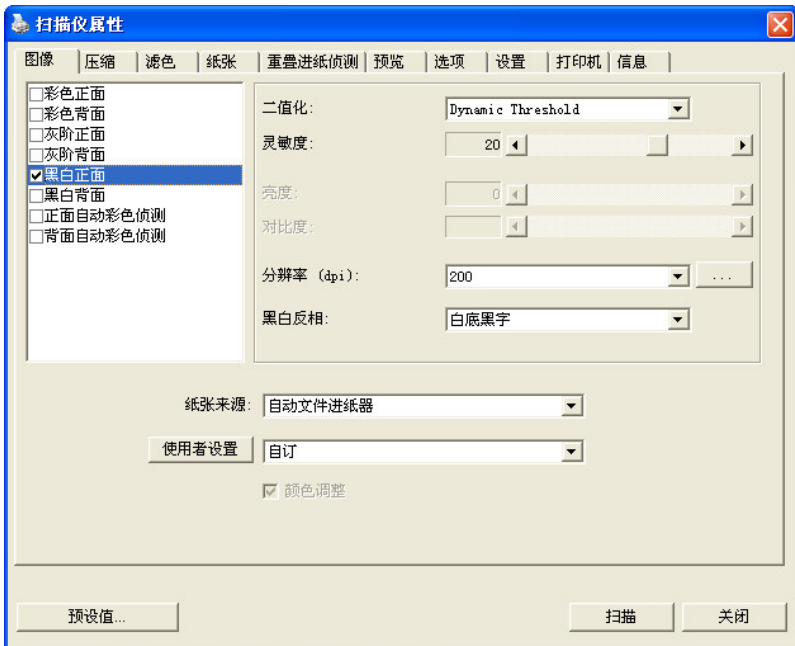 扫描仪属性
图像 压缩 滤色 纸张 重叠进纸侦测 预览 选项 设置 打印机 信息
彩色正面
彩色背面
灰阶正面
灰阶背面
黑白正面
黑白背面
正面自动彩色侦测
背面自动彩色侦测
二值化: Dynamic Threshold
灵敏度: 20
亮度: 0
对比度:
分辨率 (dpi): 200 ...
黑白反相: 白底黑字
纸张来源: 自动文件进纸器
使用者设置 自订
颜色调整
预设值... 扫描 关闭